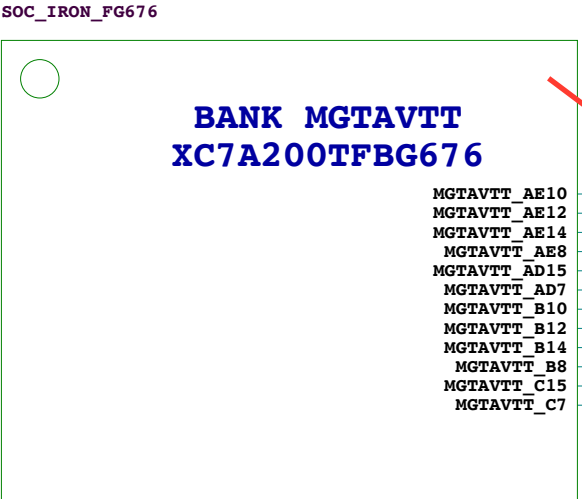 SOC_IRON_FG676
BANK MGTAVTT
XC7A200TFBG676
MGTAVTT_AE10
MGTAVTT_AE12
MGTAVTT_AE14
MGTAVTT_AE8
MGTAVTT_AD15
MGTAVTT_AD7
MGTAVTT_B10
MGTAVTT_B12
MGTAVTT_B14
MGTAVTT_B8
MGTAVTT_C15
MGTAVTT_C7